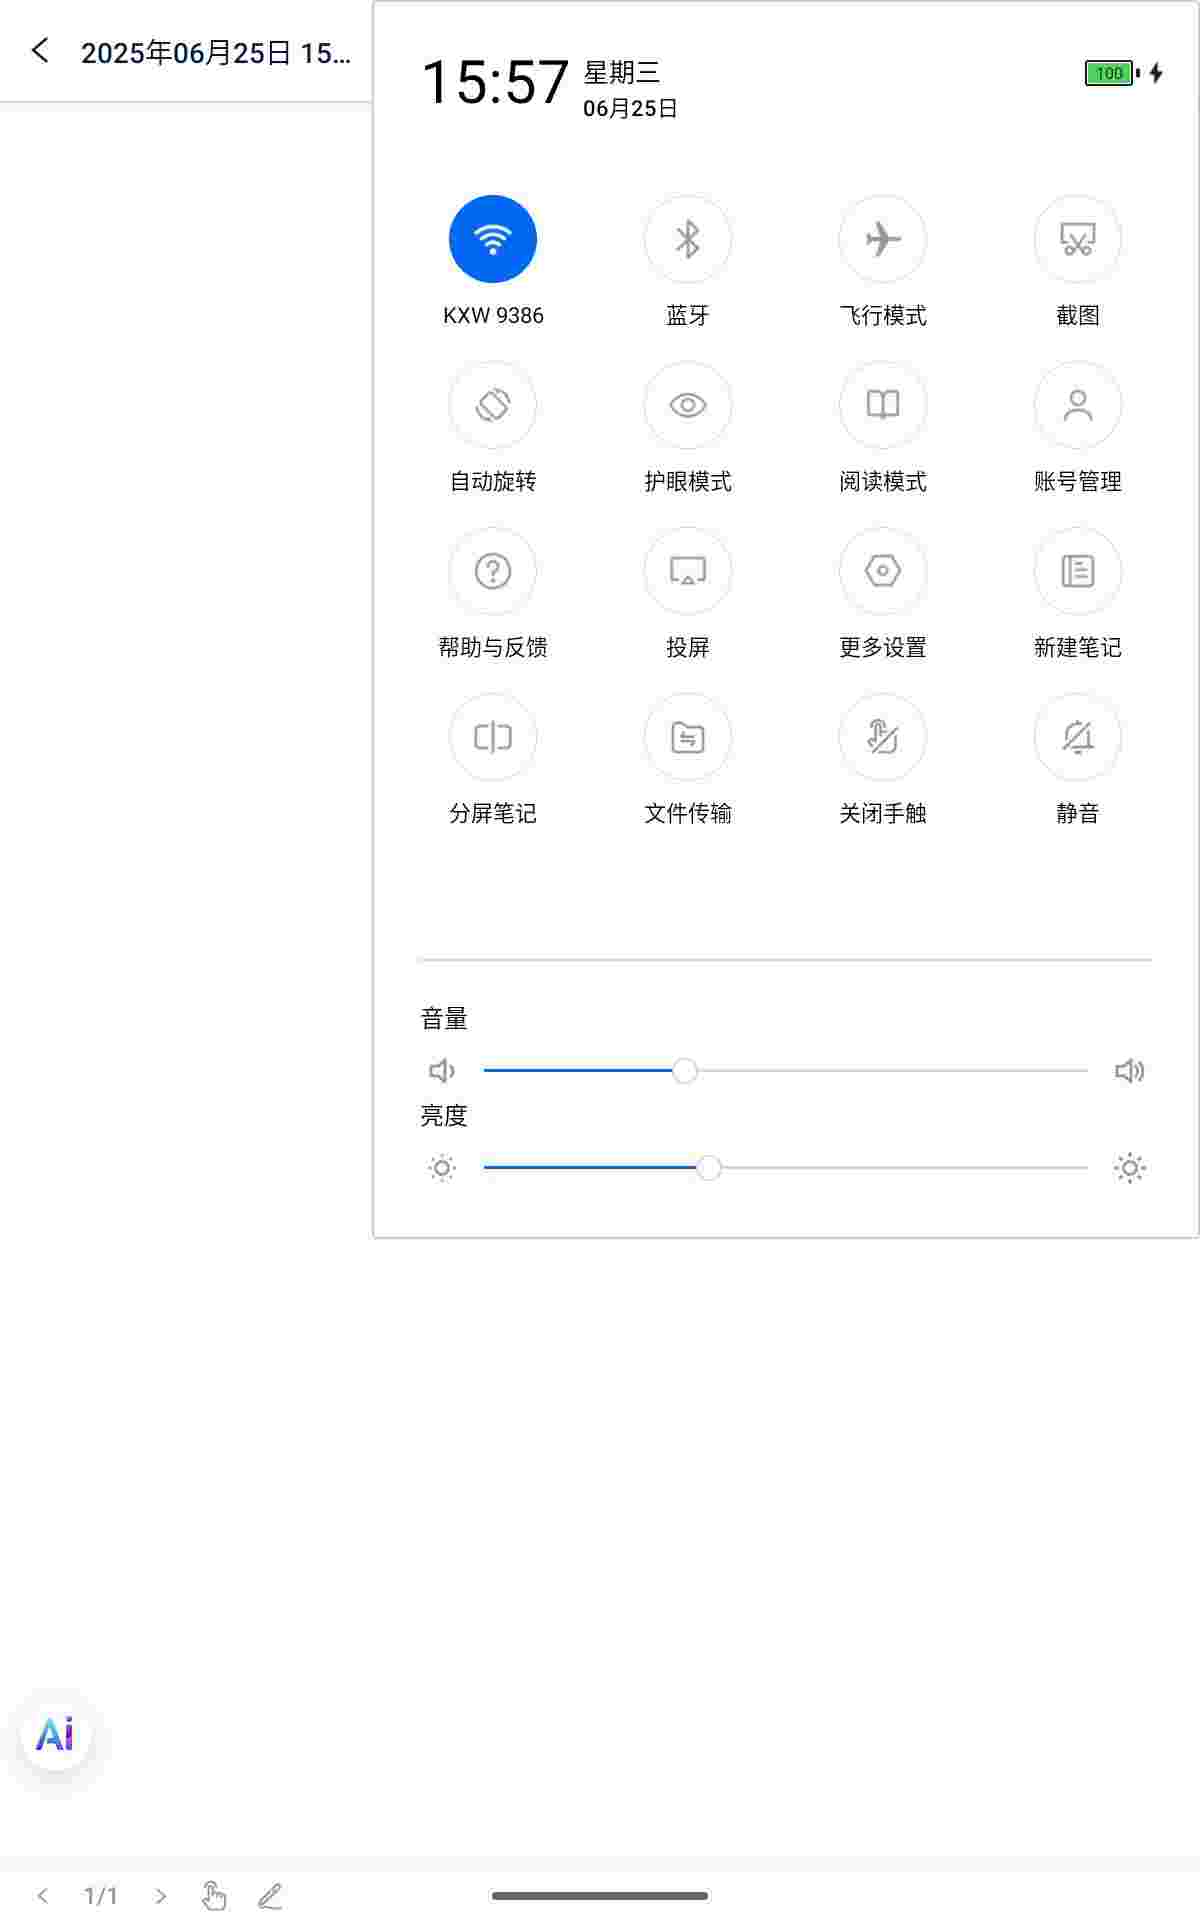 2025年06月25日 15...
15:57 星期三
06月25日
100
KXW 9386 蓝牙 飞行模式 截图
自动旋转 护眼模式 阅读模式 账号管理
帮助与反馈 投屏 更多设置 新建笔记
分屏笔记 文件传输 关闭手触 静音
音量
亮度
Ai
1/1